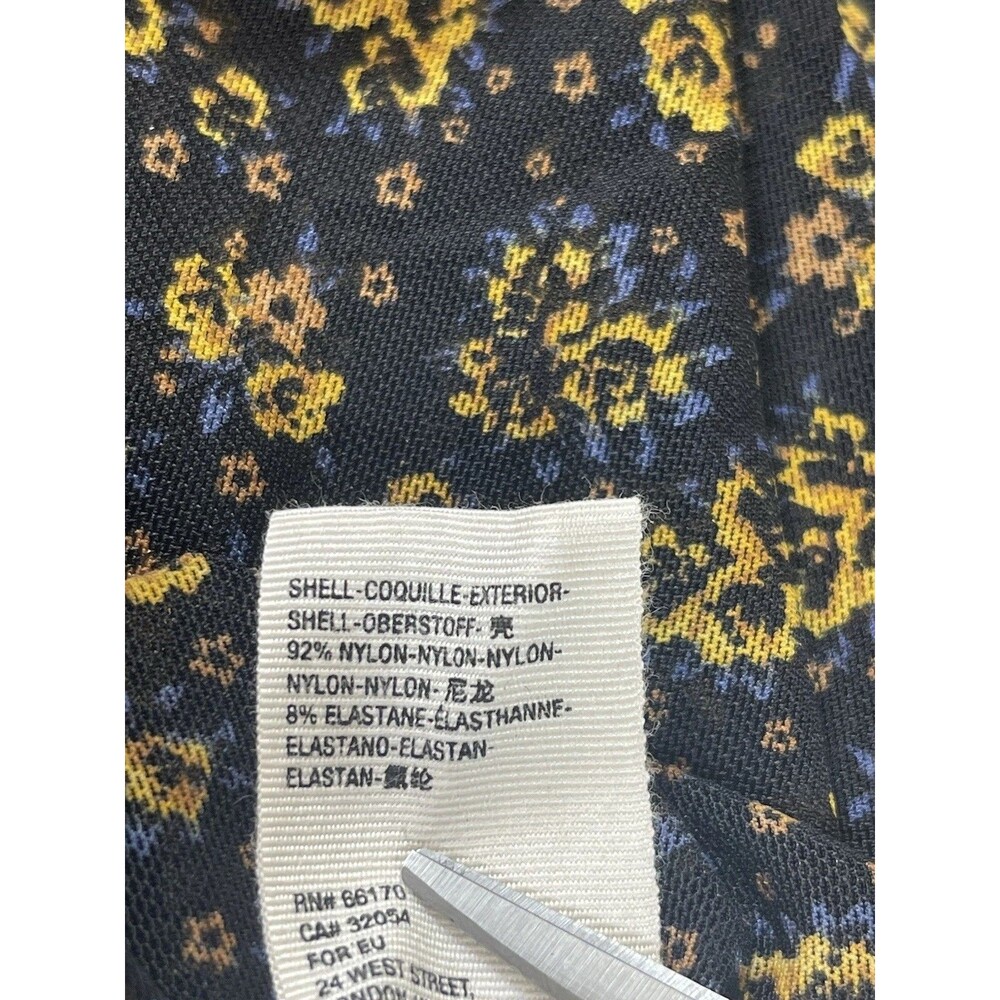 SHELL-COQUILLE-EXTERIOR-
SHELL-OBERSTOFF- 壳
92% NYLON-NYLON-NYLON-
NYLON-NYLON- 尼龙
8% ELASTANE-ÉLASTHANNE-
ELASTANO-ELASTAN-
ELASTAN-氨纶
RN# 66170
CA# 32054
FOR EU
24 WEST STREET,